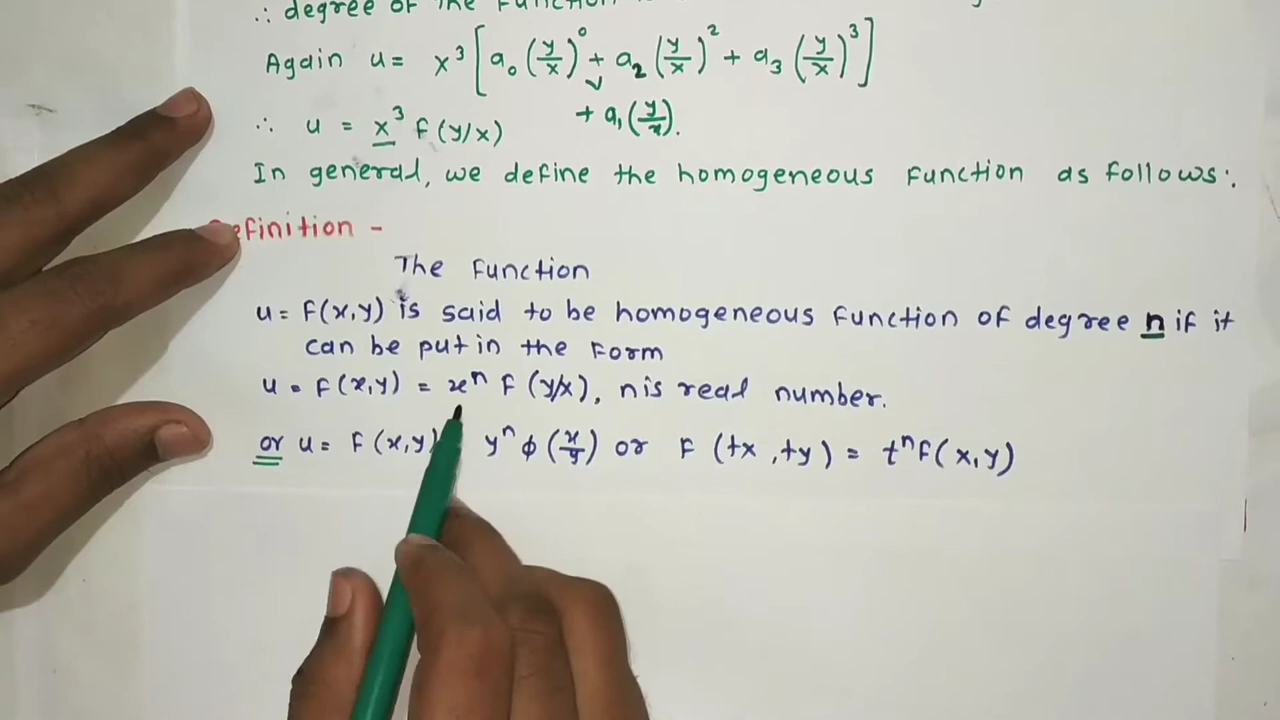 ∴ degree of the function
Again u = x³ [a₀ (y/x)⁰ + a₂ (y/x)² + a₃ (y/x)³]
+ a₁ (y/x).
∴ u = x³ f(y/x)
In general, we define the homogeneous function as follows:
Definition -
The function
u = f(x,y) is said to be homogeneous function of degree n if it
can be put in the form
u = f(x,y) = xⁿ f(y/x), n is real number.
or u = f(x,y) yⁿ ϕ(x/y) or f(tx,ty) = tⁿ f(x,y)